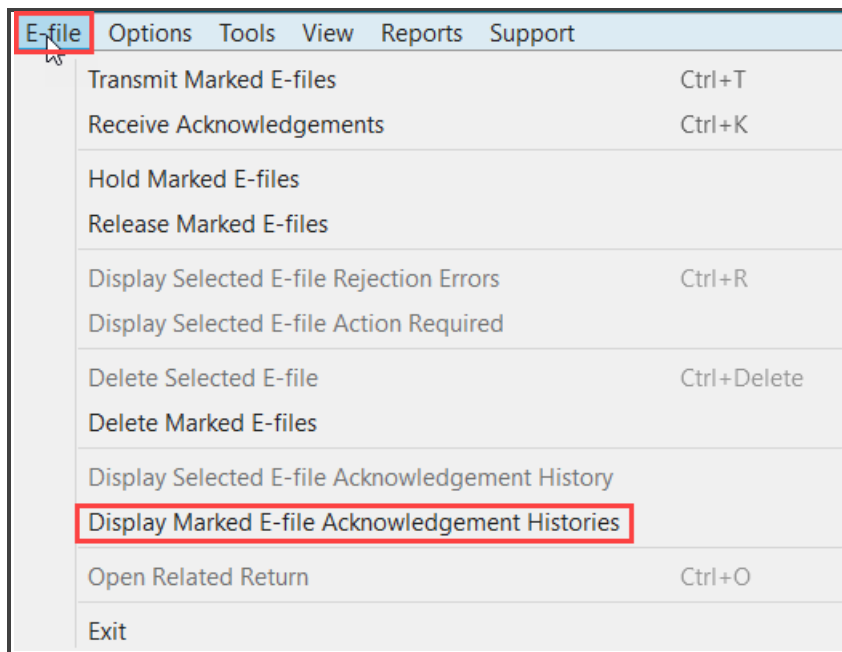 E-file Options Tools View Reports Support
Transmit Marked E-files Ctrl+T
Receive Acknowledgements Ctrl+K
Hold Marked E-files
Release Marked E-files
Display Selected E-file Rejection Errors Ctrl+R
Display Selected E-file Action Required
Delete Selected E-file Ctrl+Delete
Delete Marked E-files
Display Selected E-file Acknowledgement History
Display Marked E-file Acknowledgement Histories
Open Related Return Ctrl+O
Exit